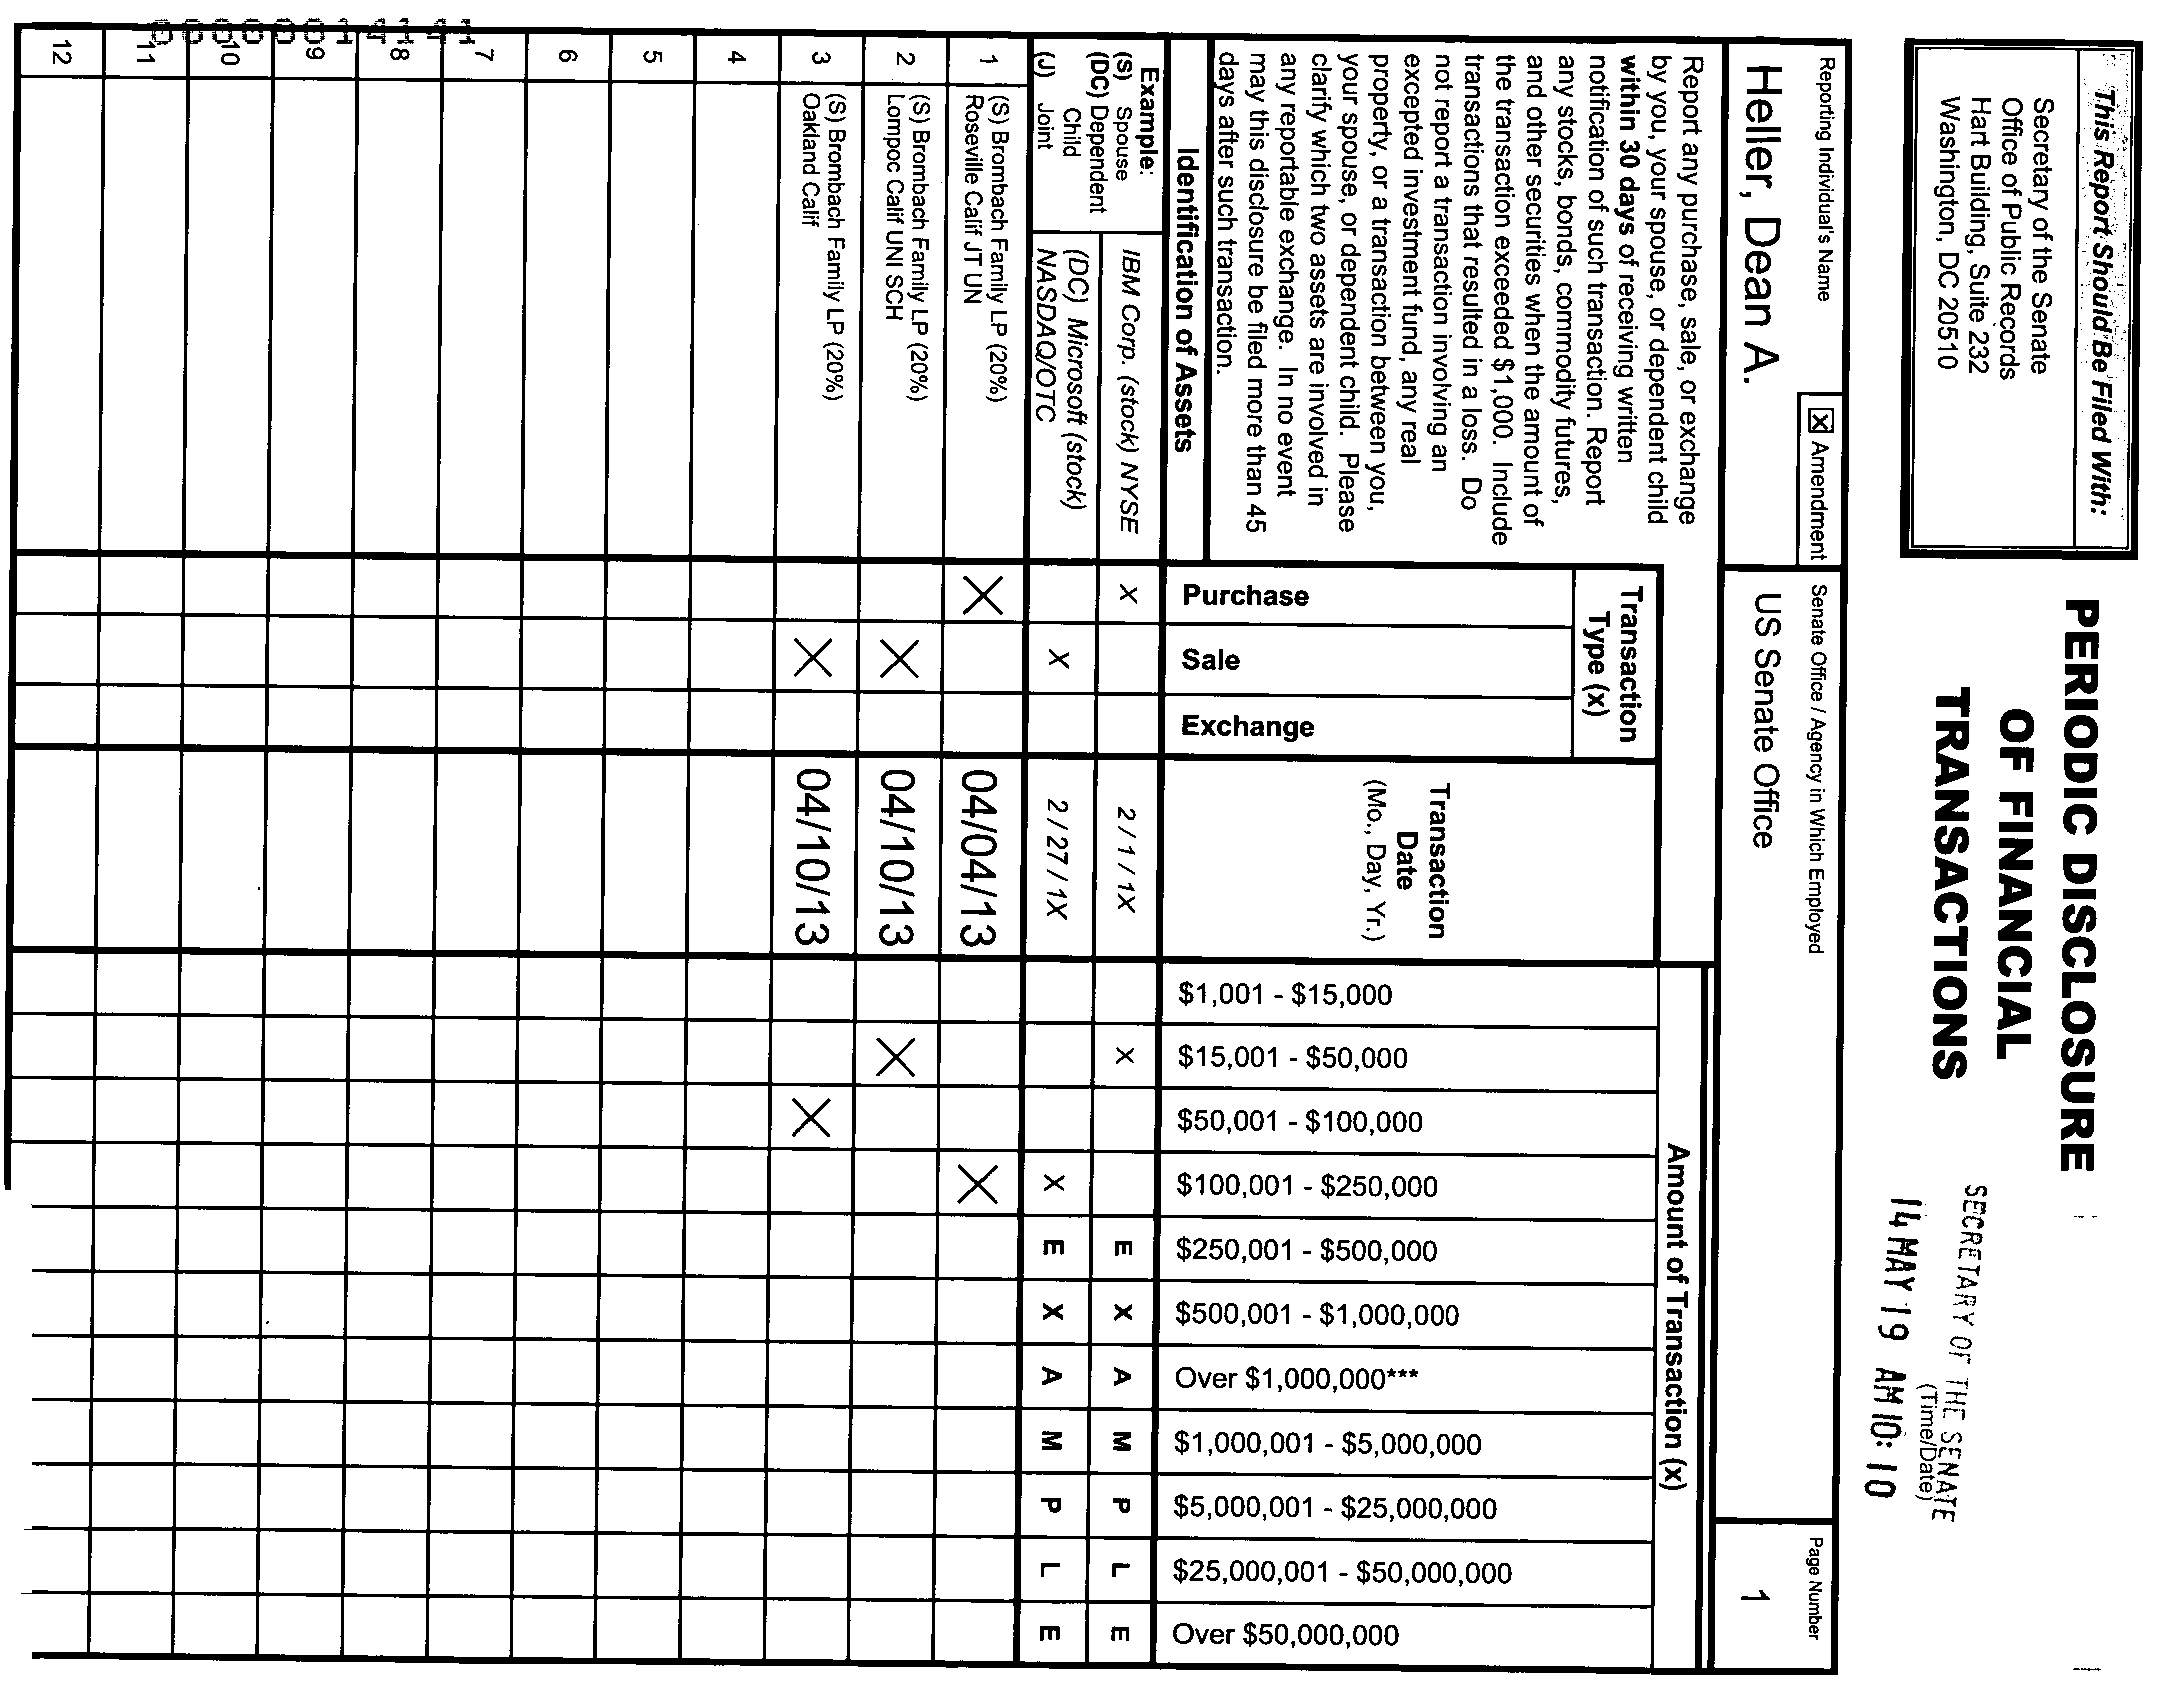 This Report Should Be Filed With:
Secretary of the Senate
Office of Public Records
Hart Building, Suite 232
Washington, DC 20510
PERIODIC DISCLOSURE
OF FINANCIAL
TRANSACTIONS
SECRETARY OF THE SENATE
(Time/Date)
14 MAY 19 AM 10: 10
Reporting Individual's Name
Heller, Dean A.
X Amendment
Senate Office / Agency in Which Employed
US Senate Office
Page Number
1
Report any purchase, sale, or exchange
by you, your spouse, or dependent child
within 30 days of receiving written
notification of such transaction. Report
any stocks, bonds, commodity futures,
and other securities when the amount of
the transaction exceeded $1,000. Include
transactions that resulted in a loss. Do
not report a transaction involving an
excepted investment fund, any real
property, or a transaction between you,
your spouse, or dependent child. Please
clarify which two assets are involved in
any reportable exchange. In no event
may this disclosure be filed more than 45
days after such transaction.
Identification of Assets
Transaction
Type (x)
Purchase
Sale
Exchange
Transaction
Date
(Mo., Day, Yr.)
Amount of Transaction (x)
$1,001 - $15,000
$15,001 - $50,000
$50,001 - $100,000
$100,001 - $250,000
$250,001 - $500,000
$500,001 - $1,000,000
Over $1,000,000***
$1,000,001 - $5,000,000
$5,000,001 - $25,000,000
$25,000,001 - $50,000,000
Over $50,000,000
Example:
(S) Spouse
(DC) Dependent
Child
(J) Joint
IBM Corp. (stock) NYSE X 2 / 1 / 1X X E X A M P L E
(DC) Microsoft (stock)
NASDAQ/OTC X 2 / 27 / 1X X E X A M P L E
1 (S) Brombach Family LP (20%)
Roseville Calif JT UN X 04/04/13 X
2 (S) Brombach Family LP (20%)
Lompoc Calif UNI SCH X 04/10/13 X
3 (S) Brombach Family LP (20%)
Oakland Calif X 04/10/13 X
4
5
6
7
8
9
10
11
12